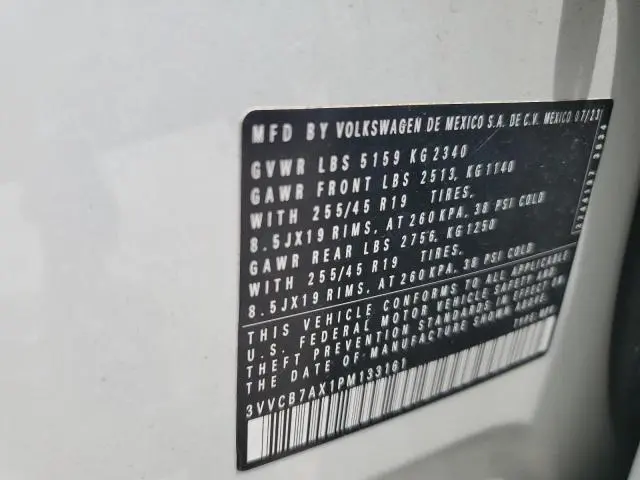 MFD BY VOLKSWAGEN DE MEXICO S.A. DE C.V. MEXICO 07/23
GVWR LBS 5159 KG 2340
GAWR FRONT LBS 2513, KG 1140
WITH 255/45 R19 TIRES.
8.5JX19 RIMS, AT 260 KPA, 38 PSI COLD
GAWR REAR LBS 2756, KG 1250
WITH 255/45 R19 TIRES.
8.5JX19 RIMS, AT 260 KPA, 38 PSI COLD
THIS VEHICLE CONFORMS TO ALL APPLICABLE
U.S. FEDERAL MOTOR VEHICLE SAFETY AND
THEFT PREVENTION STANDARDS IN EFFECT ON
THE DATE OF MANUFACTURE SHOWN ABOVE.
3VVCB7AX1PM133161